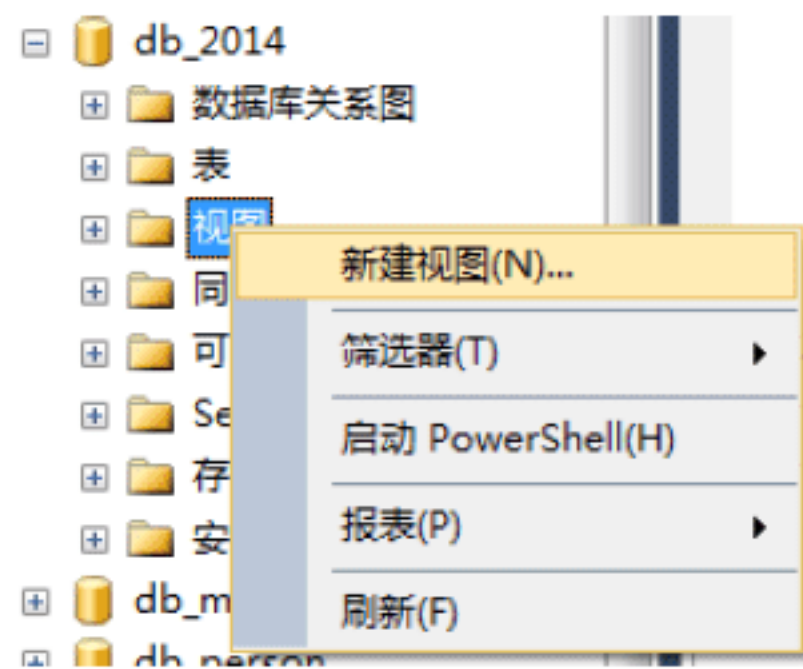 db_2014
数据库关系图
表
视图
新建视图(N)...
同
筛选器(T)
可
Se
启动 PowerShell(H)
存
报表(P)
安
db_m
刷新(F)
db_person